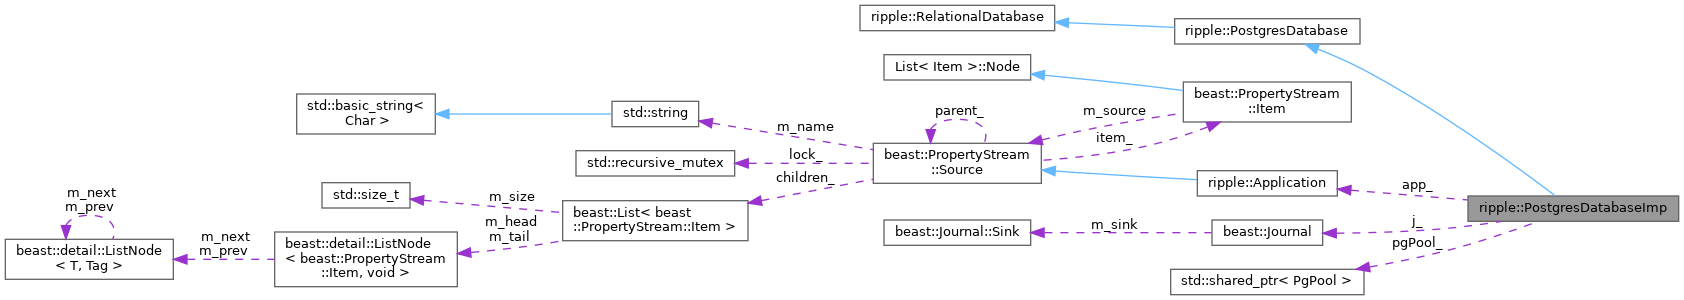 ripple::RelationalDatabase
ripple::PostgresDatabase
List< Item >::Node
beast::PropertyStream
::Item
std::basic_string<
Char >
std::string
m_name
parent_
m_source
item_
std::recursive_mutex
lock_
beast::PropertyStream
::Source
children_
std::size_t
m_size
ripple::Application
app_
ripple::PostgresDatabaseImp
m_next
m_prev
beast::List< beast
::PropertyStream::Item >
m_head
m_tail
beast::Journal::Sink
m_sink
beast::Journal
j_
beast::detail::ListNode
< T, Tag >
m_next
m_prev
beast::detail::ListNode
< beast::PropertyStream
::Item, void >
pgPool_
std::shared_ptr< PgPool >